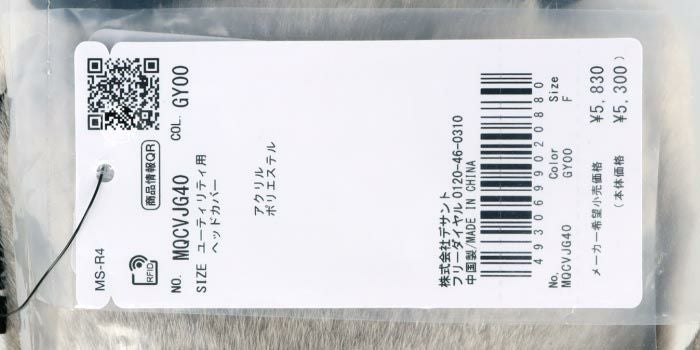 MS-R4
商品情報QR
RFID
NO. MQCVJG40 COL. GY00
SIZE ユーティリティ用
ヘッドカバー
アクリル
ポリエステル
株式会社デサント
フリーダイヤル 0120-46-0310
中国製/MADE IN CHINA
4930699020880
No. Color Size
MQCVJG40 GY00 F
メーカー希望小売価格 ¥5,830
(本体価格 ¥5,300)